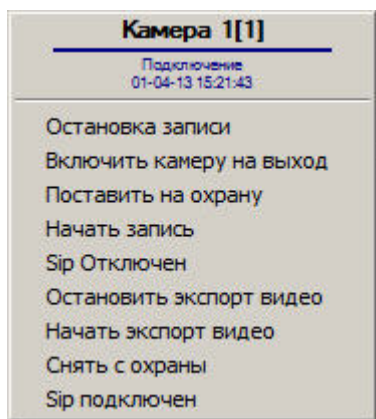 Камера 1[1]
Подключение
01-04-13 15:21:43
Остановка записи
Включить камеру на выход
Поставить на охрану
Начать запись
Sip Отключен
Остановить экспорт видео
Начать экспорт видео
Снять с охраны
Sip подключен